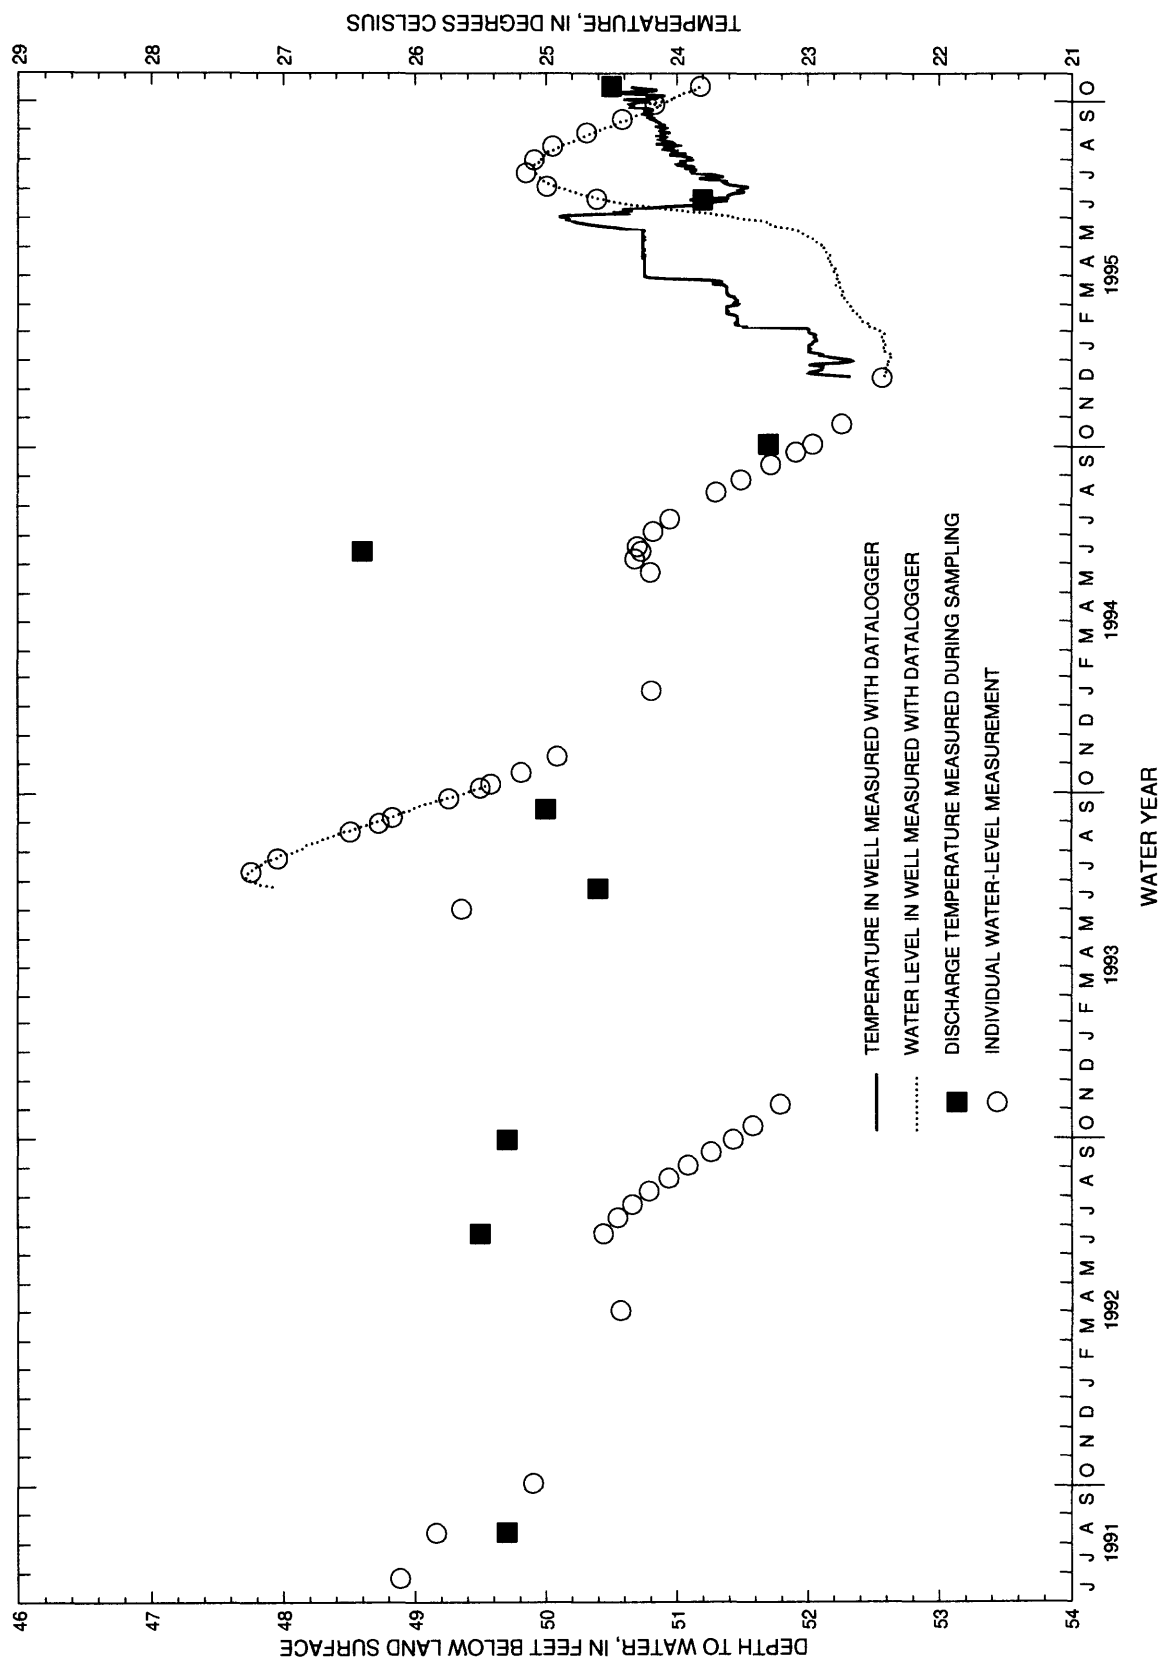 DEPTH TO WATER, IN FEET BELOW LAND SURFACE
46
47
48
49
50
51
52
53
54
TEMPERATURE, IN DEGREES CELSIUS
29
28
27
26
25
24
23
22
21
TEMPERATURE IN WELL MEASURED WITH DATALOGGER
WATER LEVEL IN WELL MEASURED WITH DATALOGGER
DISCHARGE TEMPERATURE MEASURED DURING SAMPLING
INDIVIDUAL WATER-LEVEL MEASUREMENT
J J A S O N D J F M A M J J A S O N D J F M A M J J A S O N D J F M A M J J A S O N D J F M A M J J A S O
1991 1992 1993 1994 1995
WATER YEAR